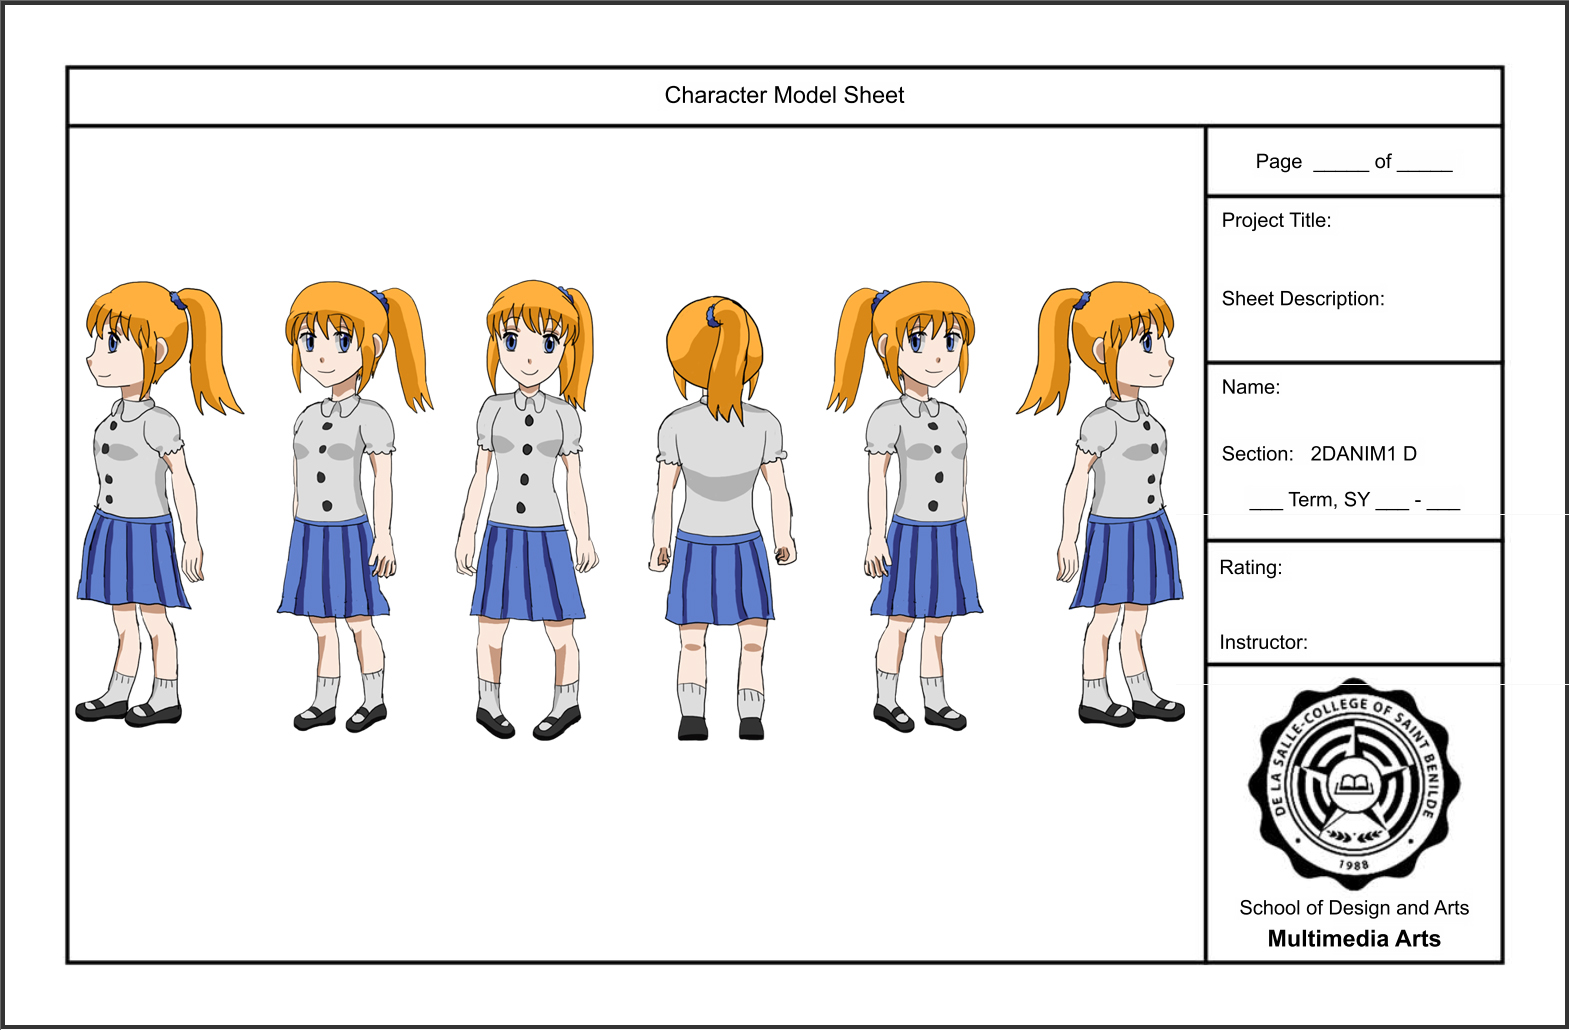 Character Model Sheet
Page _____ of _____
Project Title:
Sheet Description:
Name:
Section: 2DANIM1 D
___ Term, SY ___ - ___
Rating:
Instructor:
DE LA SALLE-COLLEGE OF SAINT BENILDE
1988
School of Design and Arts
Multimedia Arts